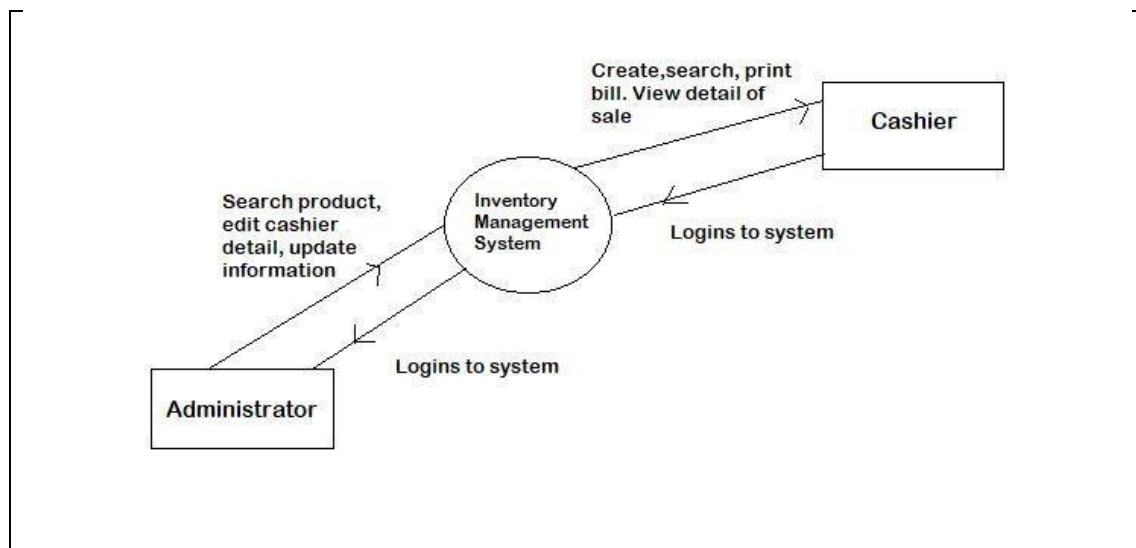 Create,search, print
bill. View detail of
sale
Cashier
Inventory
Management
System
Logins to system
Search product,
edit cashier
detail, update
information
Logins to system
Administrator